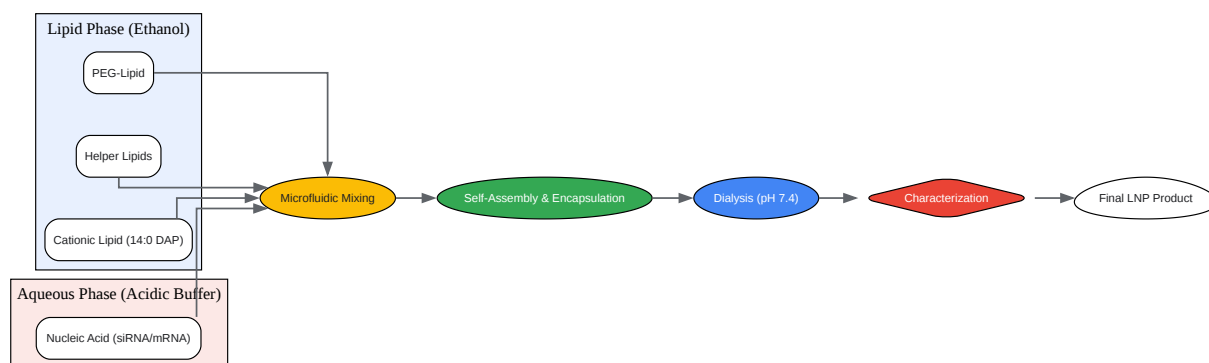 Lipid Phase (Ethanol)
PEG-Lipid
Helper Lipids
Cationic Lipid (14:0 DAP)
Aqueous Phase (Acidic Buffer)
Nucleic Acid (siRNA/mRNA)
Microfluidic Mixing
Self-Assembly & Encapsulation
Dialysis (pH 7.4)
Characterization
Final LNP Product